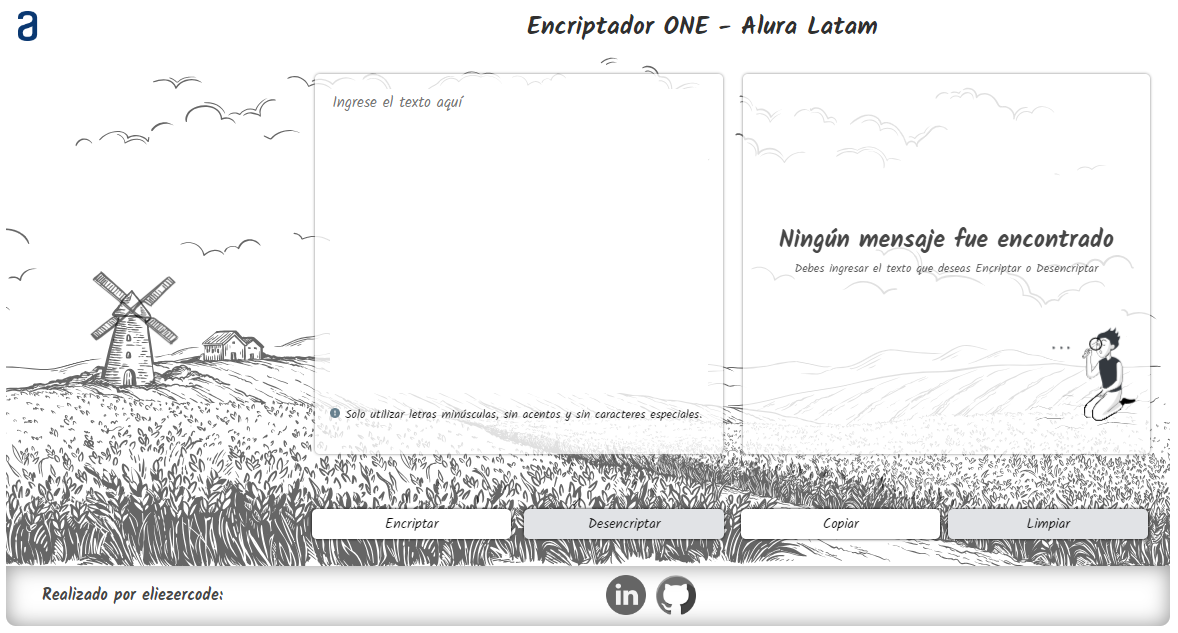 a
Encriptador ONE - Alura Latam
Ingrese el texto aquí
Solo utilizar letras minúsculas, sin acentos y sin caracteres especiales.
Ningún mensaje fue encontrado
Debes ingresar el texto que deseas Encriptar o Desencriptar
Encriptar
Desencriptar
Copiar
Limpiar
Realizado por eliezercode:
in